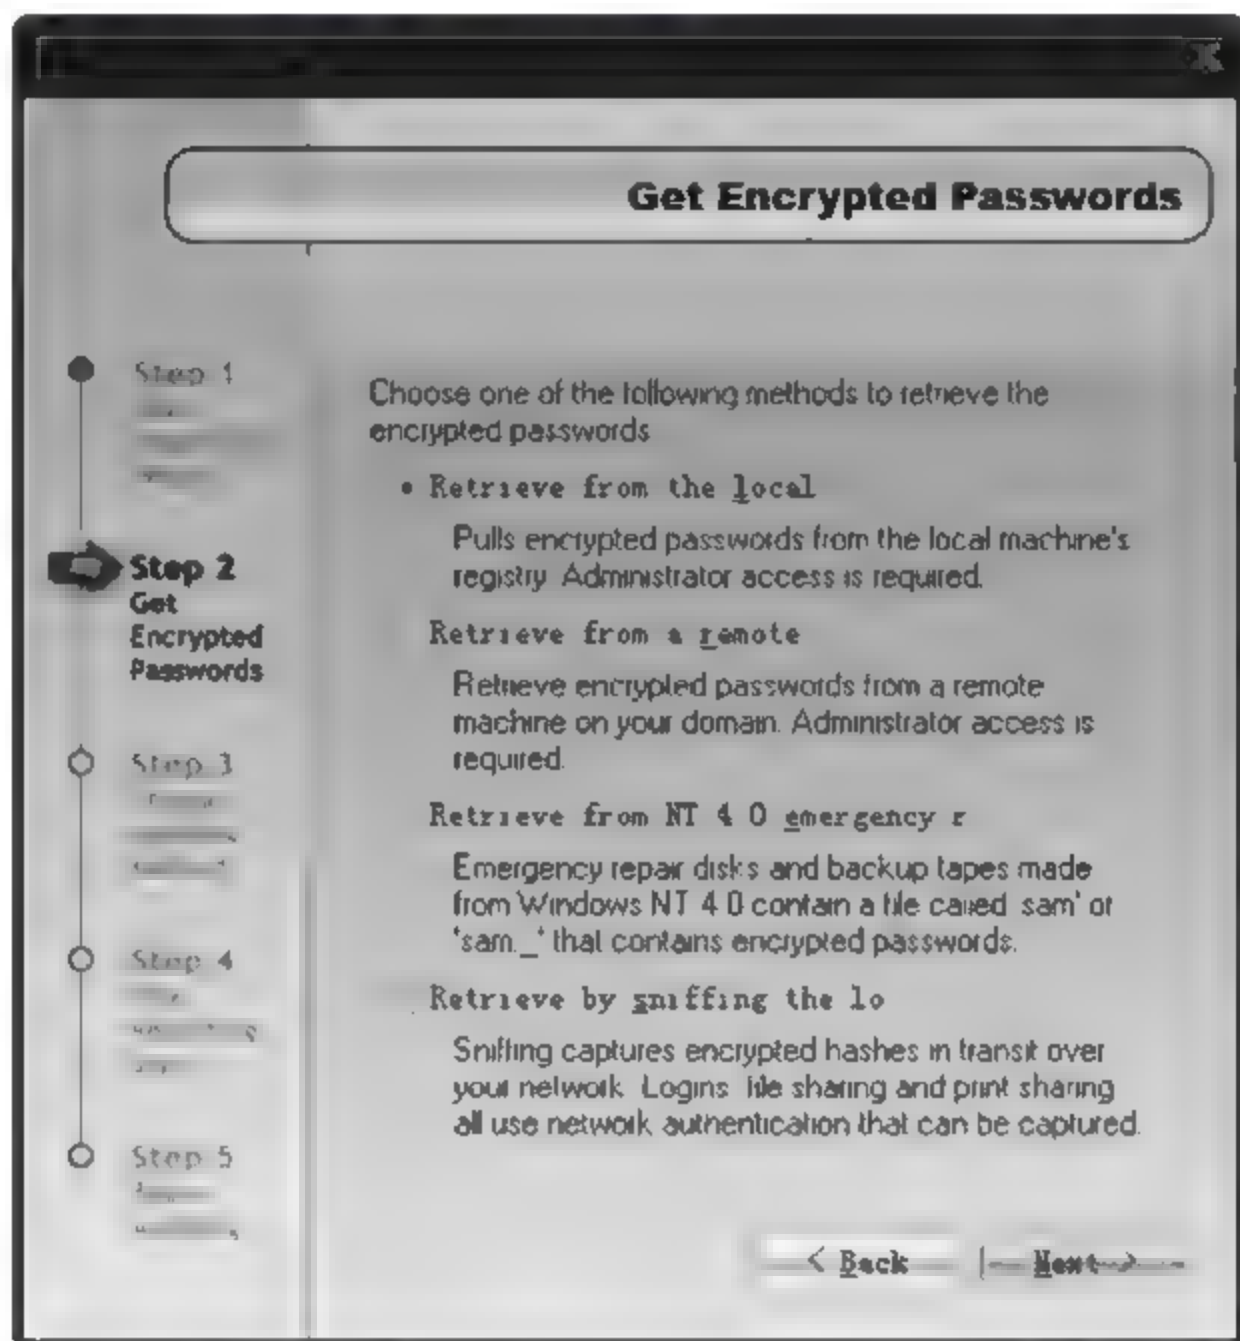 Get Encrypted Passwords
Step 1
Step 2
Get
Encrypted
Passwords
Step 3
Step 4
Step 5
Choose one of the following methods to retrieve the
encrypted passwords
Retrieve from the local
Pulls encrypted passwords from the local machine's
registry. Administrator access is required.
Retrieve from a remote
Retrieve encrypted passwords from a remote
machine on your domain. Administrator access is
required.
Retrieve from NT 4 0 emergency r
Emergency repair disks and backup tapes made
from Windows NT 4 0 contain a file called 'sam' or
'sam._' that contains encrypted passwords.
Retrieve by sniffing the lo
Sniffing captures encrypted hashes in transit over
your network. Logins, file sharing and print sharing
all use network authentication that can be captured.
< Back
Next >